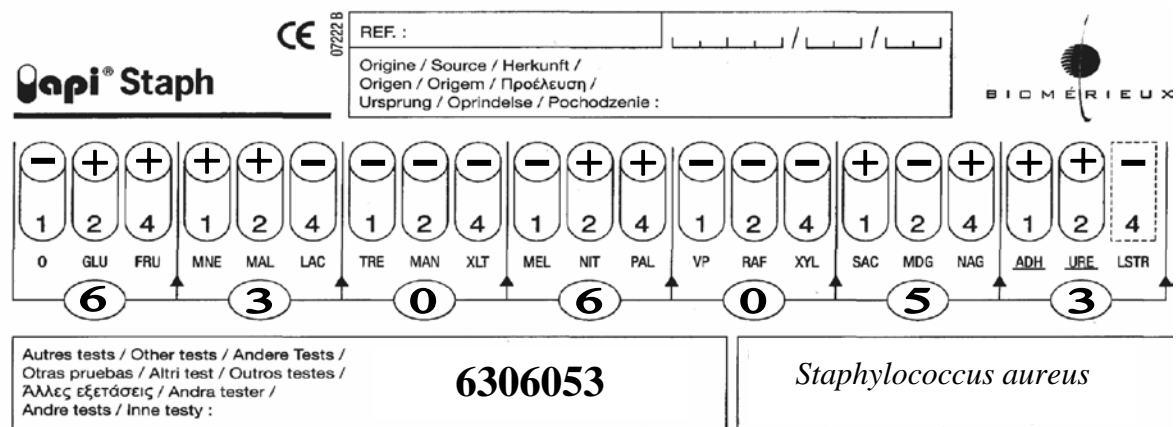 CE 07222 B
REF. :
api® Staph
Origine / Source / Herkunft /
Origen / Origem / Προέλευση /
Ursprung / Oprindelse / Pochodzenie :
BIOMÉRIEUX
− + + + + − − − − − + + − − − + − + + + −
1 2 4 1 2 4 1 2 4 1 2 4 1 2 4 1 2 4 1 2 4
0 GLU FRU MNE MAL LAC TRE MAN XLT MEL NIT PAL VP RAF XYL SAC MDG NAG ADH URE LSTR
6 3 0 6 0 5 3
Autres tests / Other tests / Andere Tests /
Otras pruebas / Altri test / Outros testes /
Άλλες εξετάσεις / Andra tester /
Andre tests / Inne testy :
6306053
Staphylococcus aureus